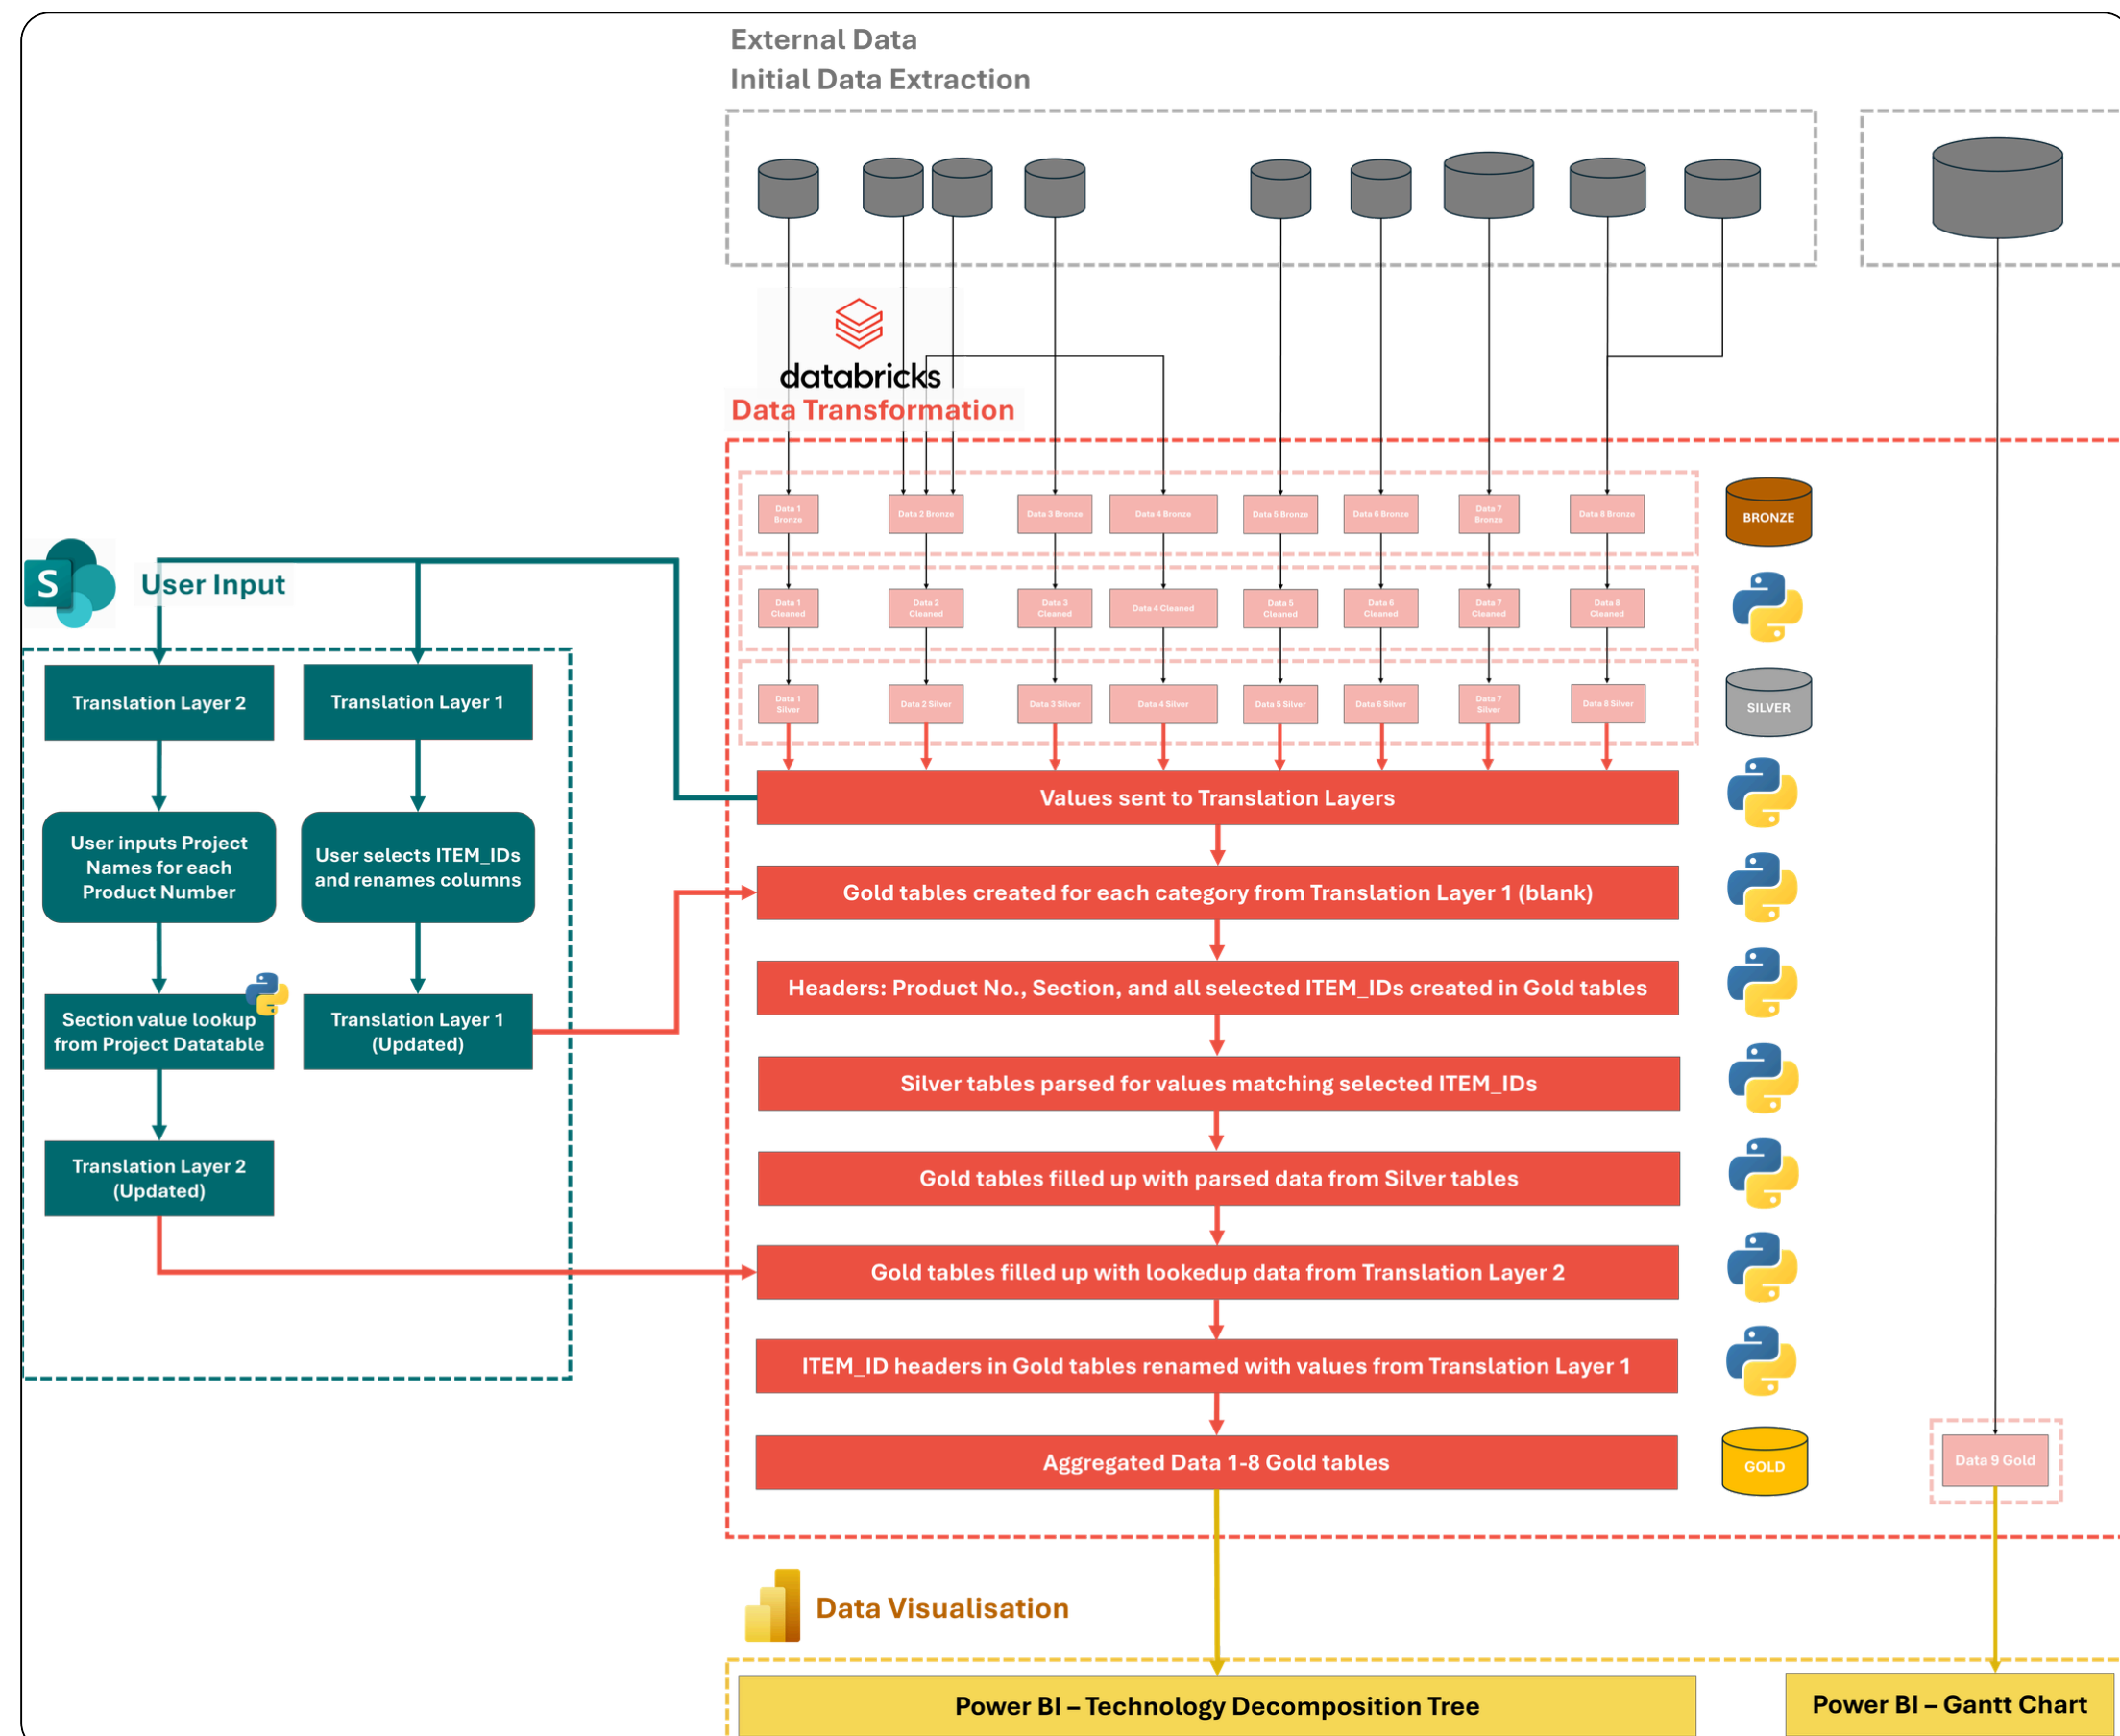 External Data
Initial Data Extraction
databricks
Data Transformation
Data 1
Bronze
Data 2 Bronze
Data 3 Bronze
Data 4 Bronze
Data 5 Bronze
Data 6 Bronze
Data 7
Bronze
Data 8 Bronze
BRONZE
Data 1
Cleaned
Data 2
Cleaned
Data 3
Cleaned
Data 4 Cleaned
Data 5
Cleaned
Data 6
Cleaned
Data 7
Cleaned
Data 8
Cleaned
Data 1
Silver
Data 2 Silver
Data 3 Silver
Data 4 Silver
Data 5 Silver
Data 6 Silver
Data 7
Silver
Data 8 Silver
SILVER
S
User Input
Translation Layer 2
Translation Layer 1
User inputs Project
Names for each
Product Number
User selects ITEM_IDs
and renames columns
Section value lookup
from Project Datatable
Translation Layer 1
(Updated)
Translation Layer 2
(Updated)
Values sent to Translation Layers
Gold tables created for each category from Translation Layer 1 (blank)
Headers: Product No., Section, and all selected ITEM_IDs created in Gold tables
Silver tables parsed for values matching selected ITEM_IDs
Gold tables filled up with parsed data from Silver tables
Gold tables filled up with lookedup data from Translation Layer 2
ITEM_ID headers in Gold tables renamed with values from Translation Layer 1
Aggregated Data 1-8 Gold tables
GOLD
Data 9 Gold
Data Visualisation
Power BI – Technology Decomposition Tree
Power BI – Gantt Chart